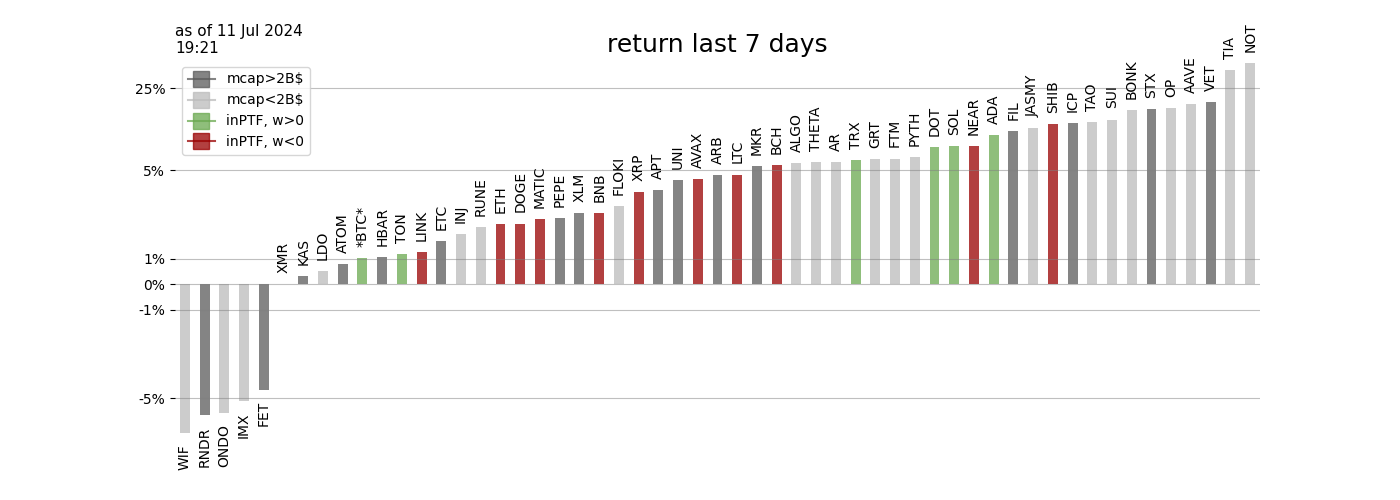 as of 11 Jul 2024
19:21
return last 7 days
mcap>2B$
mcap<2B$
inPTF, w>0
inPTF, w<0
25%
5%
1%
0%
-1%
-5%
WIF
RNDR
ONDO
IMX
FET
XMR
KAS
LDO
ATOM
*BTC*
HBAR
TON
LINK
ETC
INJ
RUNE
ETH
DOGE
MATIC
PEPE
XLM
BNB
FLOKI
XRP
APT
UNI
AVAX
ARB
LTC
MKR
BCH
ALGO
THETA
AR
TRX
GRT
FTM
PYTH
DOT
SOL
NEAR
ADA
FIL
JASMY
SHIB
ICP
TAO
SUI
BONK
STX
OP
AAVE
VET
TIA
NOT